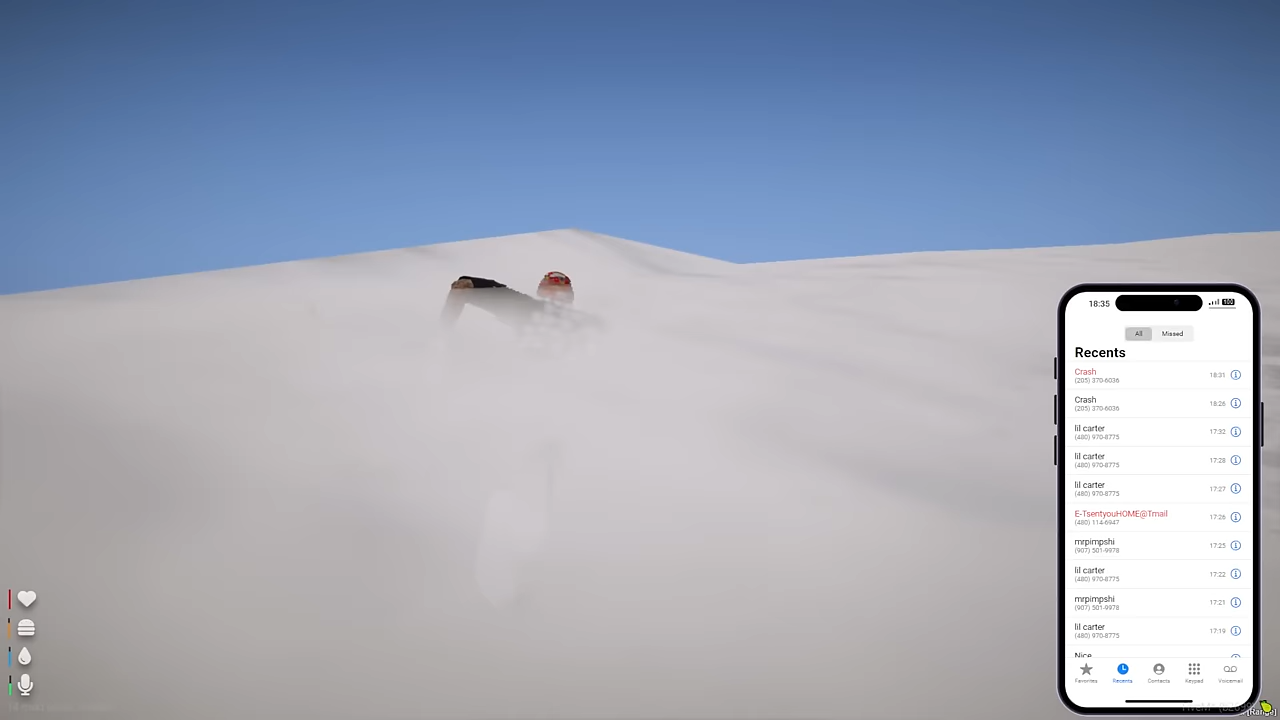 18:35
100
All Missed
Recents
Crash
(205) 370-6036
18:31
Crash
(205) 370-6036
18:26
lil carter
(480) 970-8775
17:32
lil carter
(480) 970-8775
17:28
lil carter
(480) 970-8775
17:27
E-TsentyouHOME@Tmail
(480) 114-6947
17:26
mrpimpshi
(907) 501-9978
17:25
lil carter
(480) 970-8775
17:22
mrpimpshi
(907) 501-9978
17:21
lil carter
(480) 970-8775
17:19
Nice
Favorites Recents Contacts Keypad Voicemail
[Range]